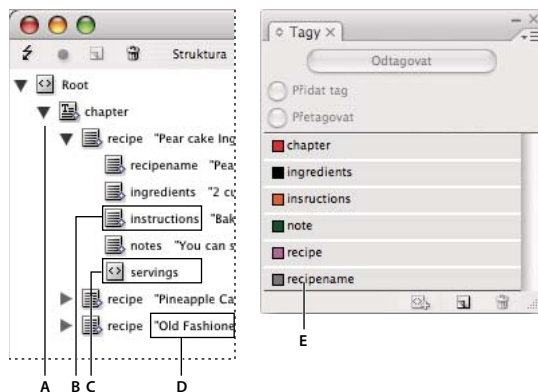 Struktura
Root
chapter
recipe "Pear cake Ing
recipename "Pea
ingredients "2 cu
instructions "Bak
notes "You can s
servings
recipe "Pineapple Ca
recipe "Old Fashione
A B C D
Tagy ×
Odtagovat
Přidat tag
Přetagovat
chapter
ingredients
insructions
note
recipe
recipename
E